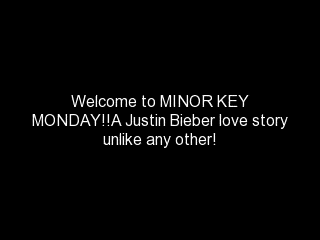 Welcome to MINOR KEY
MONDAY!!A Justin Bieber love story
unlike any other!